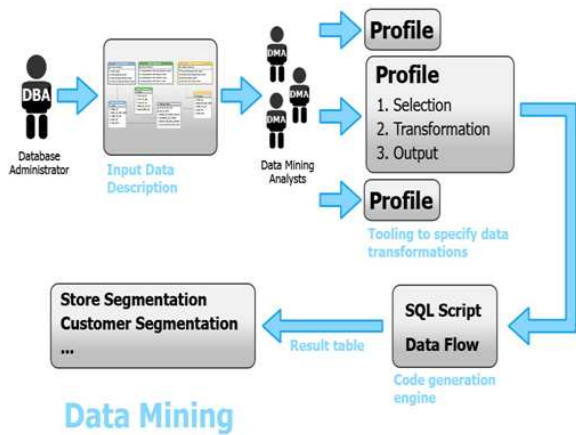 DBA
Database
Administrator
Input Data
Description
DMA
DMA
DMA
Data Mining
Analysts
Profile
Profile
1. Selection
2. Transformation
3. Output
Profile
Tooling to specify data
transformations
SQL Script
Data Flow
Code generation
engine
Result table
Store Segmentation
Customer Segmentation
...
Data Mining